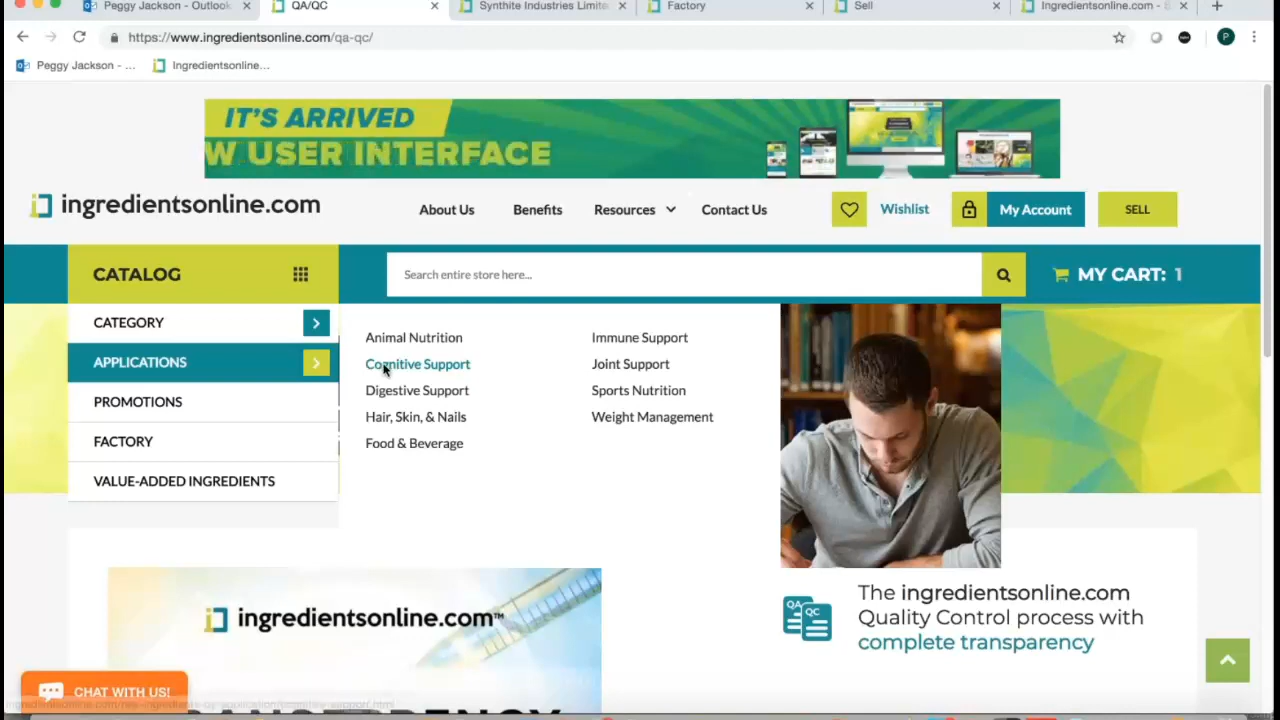 Peggy Jackson - Outlook
QA/QC
Synthite Industries Limite
Factory
Sell
Ingredientsonline.com - S
https://www.ingredientsonline.com/qa-qc/
P
Peggy Jackson - ...
Ingredientsonline...
IT'S ARRIVED
W USER INTERFACE
ingredientsonline.com
About Us
Benefits
Resources
Contact Us
Wishlist
My Account
SELL
CATALOG
Search entire store here...
MY CART: 1
CATEGORY
APPLICATIONS
PROMOTIONS
FACTORY
VALUE-ADDED INGREDIENTS
Animal Nutrition
Cognitive Support
Digestive Support
Hair, Skin, & Nails
Food & Beverage
Immune Support
Joint Support
Sports Nutrition
Weight Management
ingredientsonline.com™
QA
QC
The ingredientsonline.com
Quality Control process with
complete transparency
CHAT WITH US!